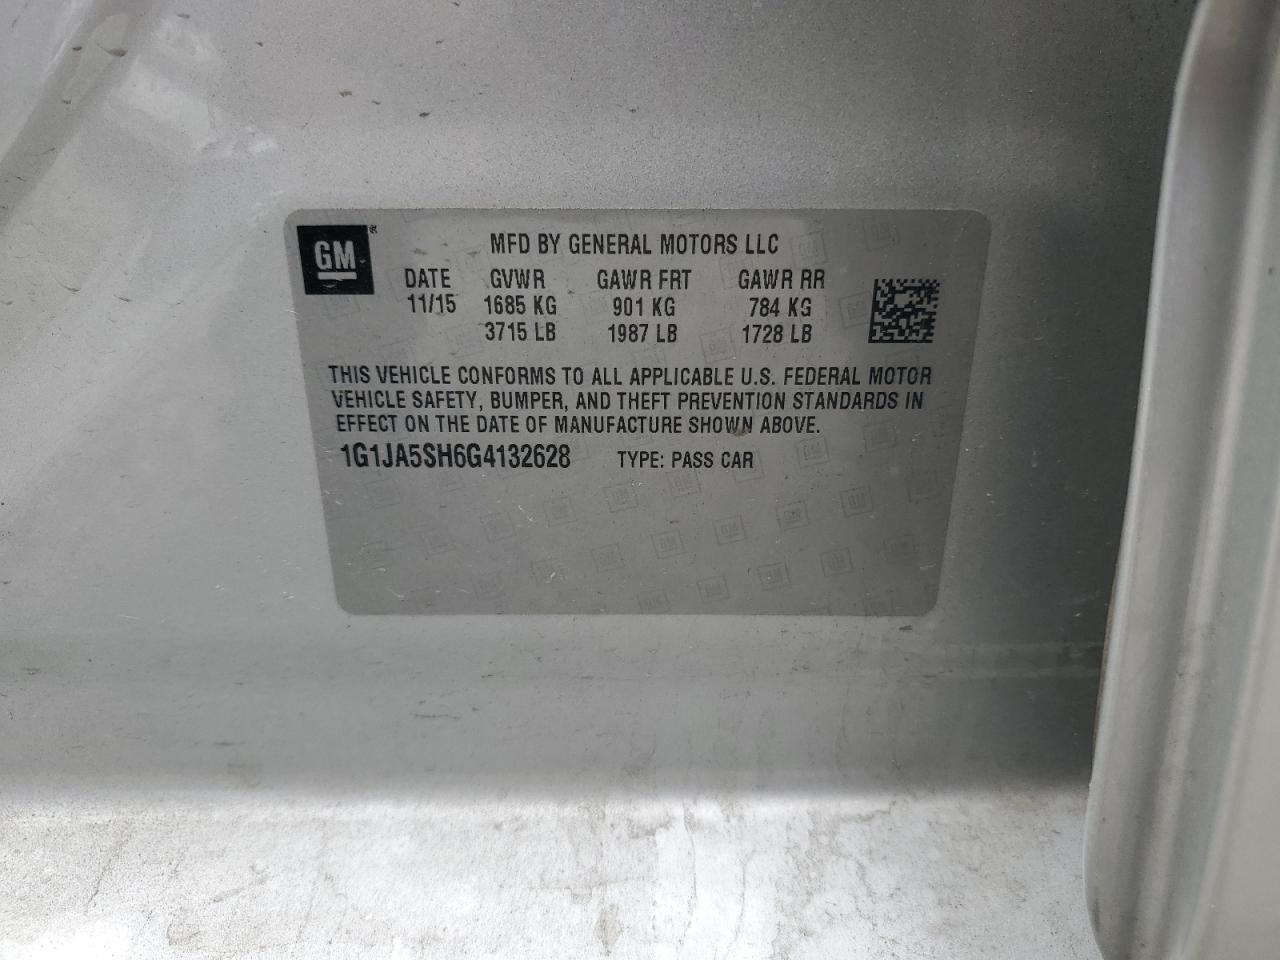 GM®
MFD BY GENERAL MOTORS LLC
DATE GVWR GAWR FRT GAWR RR
11/15 1685 KG 901 KG 784 KG
3715 LB 1987 LB 1728 LB
THIS VEHICLE CONFORMS TO ALL APPLICABLE U.S. FEDERAL MOTOR
VEHICLE SAFETY, BUMPER, AND THEFT PREVENTION STANDARDS IN
EFFECT ON THE DATE OF MANUFACTURE SHOWN ABOVE.
1G1JA5SH6G4132628 TYPE: PASS CAR